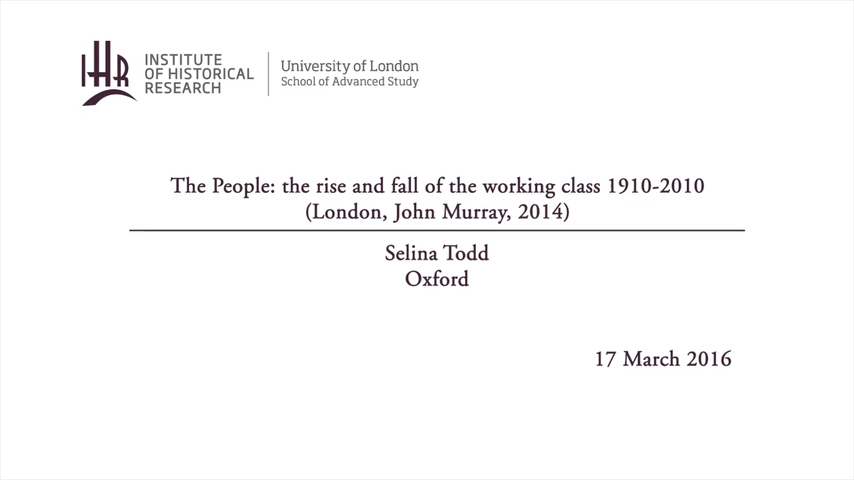 IHR
INSTITUTE
OF HISTORICAL
RESEARCH
University of London
School of Advanced Study
The People: the rise and fall of the working class 1910-2010
(London, John Murray, 2014)
Selina Todd
Oxford
17 March 2016